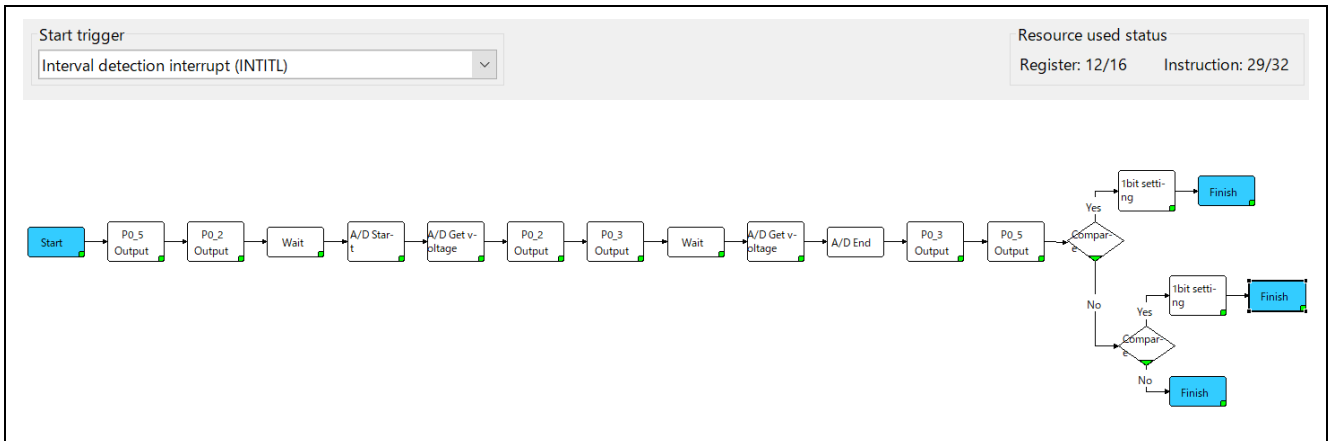 Start trigger
Interval detection interrupt (INTITL)
Resource used status
Register: 12/16 Instruction: 29/32
Start
P0_5
Output
P0_2
Output
Wait
A/D Star-
t
A/D Get v-
oltage
P0_2
Output
P0_3
Output
Wait
A/D Get v-
oltage
A/D End
P0_3
Output
P0_5
Output
Compar-
e
Yes
1bit setti-
ng
Finish
No
Compar-
e
Yes
1bit setti-
ng
Finish
No
Finish